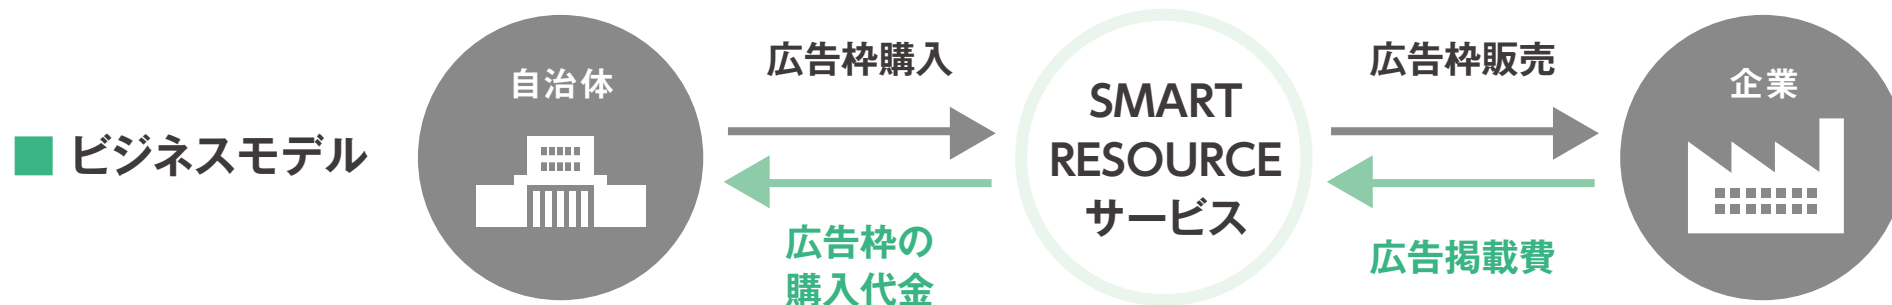 ビジネスモデル
自治体
広告枠購入
広告枠の
購入代金
SMART
RESOURCE
サービス
広告枠販売
広告掲載費
企業